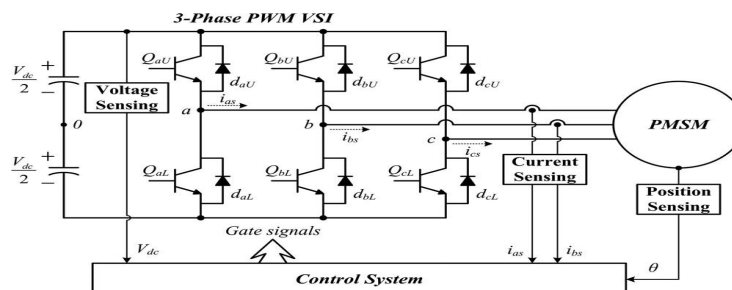 3-Phase PWM VSI
+
V_dc
2
−
0
+
V_dc
2
−
Voltage
Sensing
Q_aU
d_aU
Q_bU
d_bU
Q_cU
d_cU
a
i_as
b
i_bs
c
i_cs
PMSM
Q_aL
d_aL
Q_bL
d_bL
Q_cL
d_cL
Current
Sensing
Position
Sensing
Gate signals
V_dc
i_as
i_bs
θ
Control System